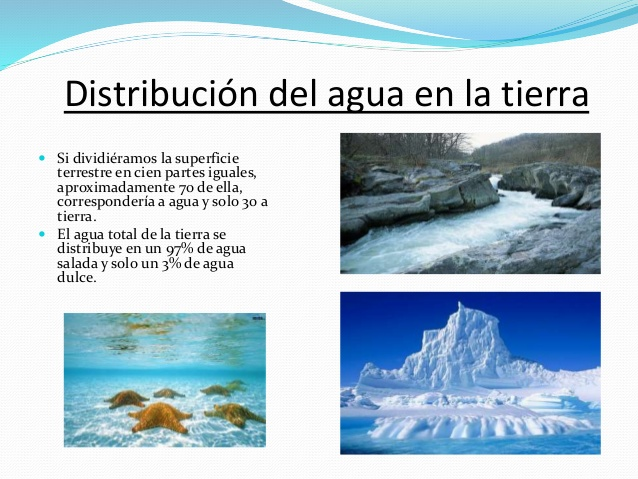 Distribución del agua en la tierra
Si dividiéramos la superficie
terrestre en cien partes iguales,
aproximadamente 70 de ella,
correspondería a agua y solo 30 a
tierra.
El agua total de la tierra se
distribuye en un 97% de agua
salada y solo un 3% de agua
dulce.